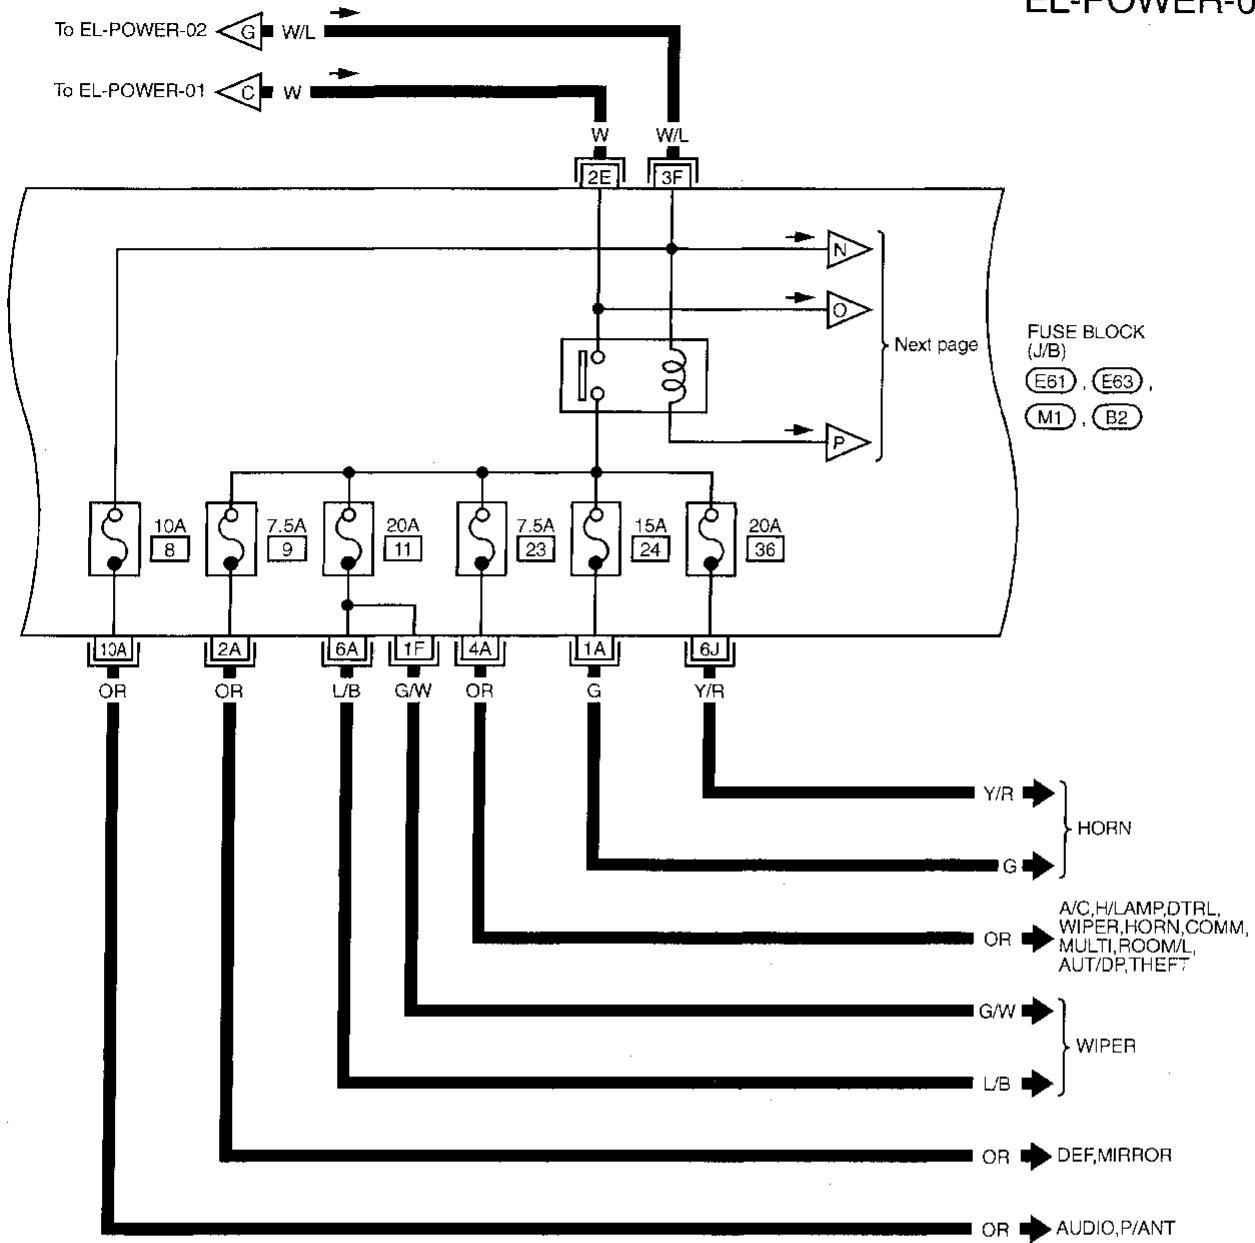 EL-POWER-0
To EL-POWER-02 G W/L
To EL-POWER-01 C W
W W/L
2E 3F
N
O
Next page
P
FUSE BLOCK
(J/B)
E61 , E63 ,
M1 , B2
10A 7.5A 20A 7.5A 15A 20A
8 9 11 23 24 36
10A 2A 6A 1F 4A 1A 6J
OR OR L/B G/W OR G Y/R
Y/R
HORN
G
A/C,H/LAMP,DTRL,
WIPER,HORN,COMM,
OR MULTI,ROOM/L,
AUT/DP,THEFT
G/W
WIPER
L/B
OR DEF,MIRROR
OR AUDIO,P/ANT